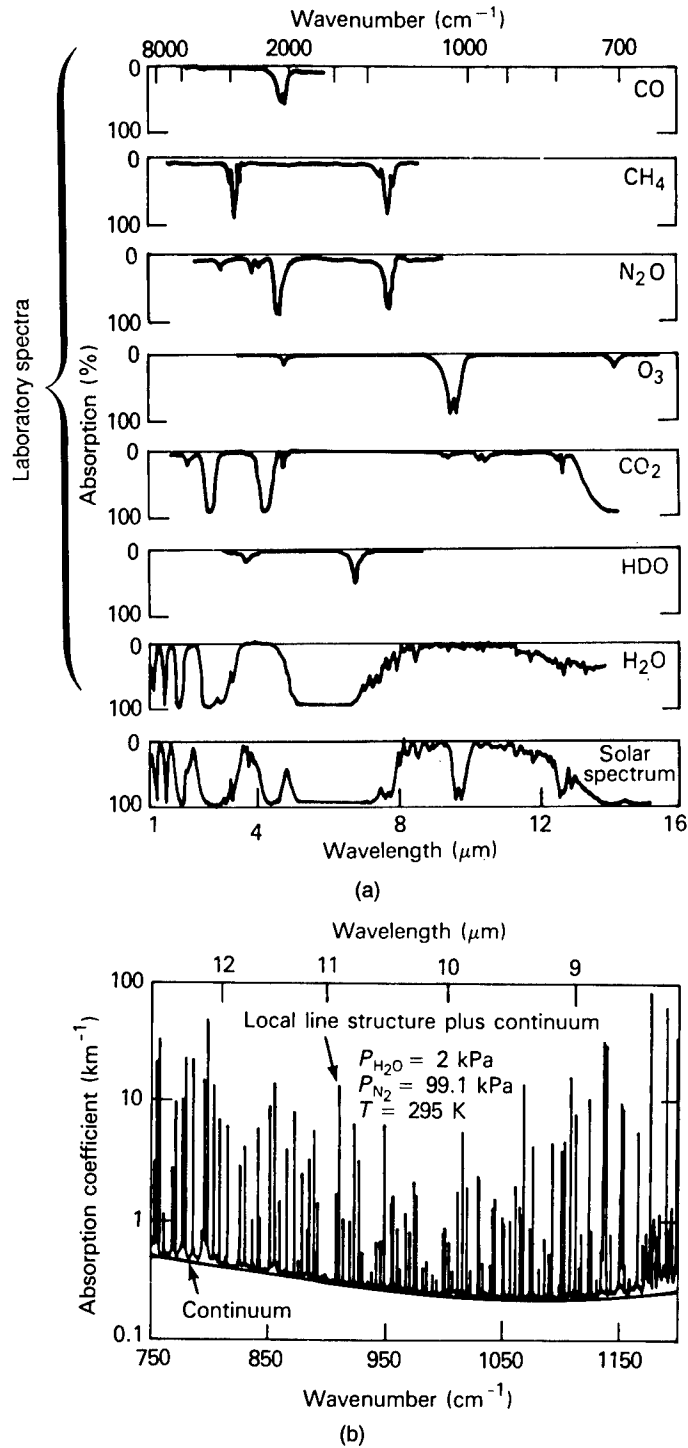 Wavenumber (cm⁻¹)
8000 2000 1000 700
Laboratory spectra
Absorption (%)
0
CO
100
0
CH₄
100
0
N₂O
100
0
O₃
100
0
CO₂
100
0
HDO
100
0
H₂O
100
0
Solar
spectrum
100
1 4 8 12 16
Wavelength (μm)
(a)
Wavelength (μm)
12 11 10 9
100
Local line structure plus continuum
P_H₂O = 2 kPa
P_N₂ = 99.1 kPa
T = 295 K
Absorption coefficient (km⁻¹)
10
1
Continuum
0.1
750 850 950 1050 1150
Wavenumber (cm⁻¹)
(b)